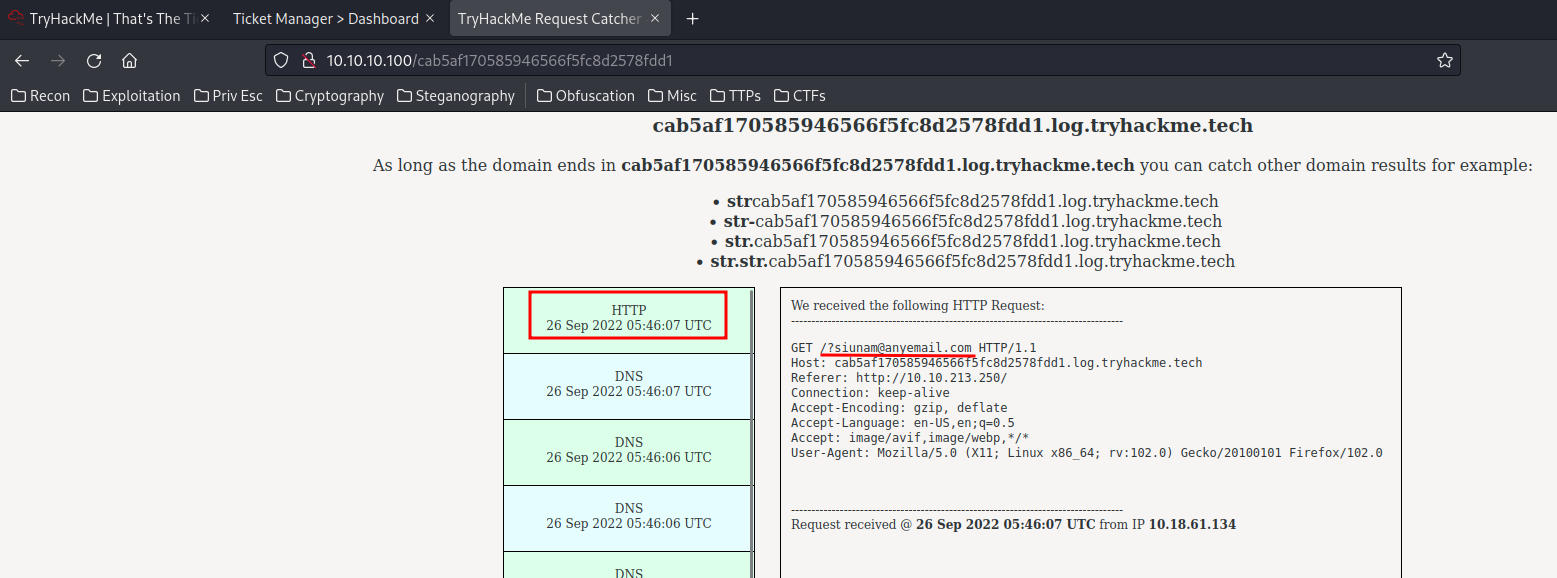 TryHackMe | That's The Ti
Ticket Manager > Dashboard
TryHackMe Request Catcher
10.10.10.100/cab5af170585946566f5fc8d2578fdd1
Recon Exploitation Priv Esc Cryptography Steganography Obfuscation Misc TTPs CTFs
cab5af170585946566f5fc8d2578fdd1.log.tryhackme.tech
As long as the domain ends in cab5af170585946566f5fc8d2578fdd1.log.tryhackme.tech you can catch other domain results for example:
• strcab5af170585946566f5fc8d2578fdd1.log.tryhackme.tech
• str-cab5af170585946566f5fc8d2578fdd1.log.tryhackme.tech
• str.cab5af170585946566f5fc8d2578fdd1.log.tryhackme.tech
• str.str.cab5af170585946566f5fc8d2578fdd1.log.tryhackme.tech
HTTP
26 Sep 2022 05:46:07 UTC
DNS
26 Sep 2022 05:46:07 UTC
DNS
26 Sep 2022 05:46:06 UTC
DNS
26 Sep 2022 05:46:06 UTC
DNS
We received the following HTTP Request:
-----------------------------------------------------------------------------------
GET /?siunam@anyemail.com HTTP/1.1
Host: cab5af170585946566f5fc8d2578fdd1.log.tryhackme.tech
Referer: http://10.10.213.250/
Connection: keep-alive
Accept-Encoding: gzip, deflate
Accept-Language: en-US,en;q=0.5
Accept: image/avif,image/webp,*/*
User-Agent: Mozilla/5.0 (X11; Linux x86_64; rv:102.0) Gecko/20100101 Firefox/102.0
-----------------------------------------------------------------------------------
Request received @ 26 Sep 2022 05:46:07 UTC from IP 10.18.61.134